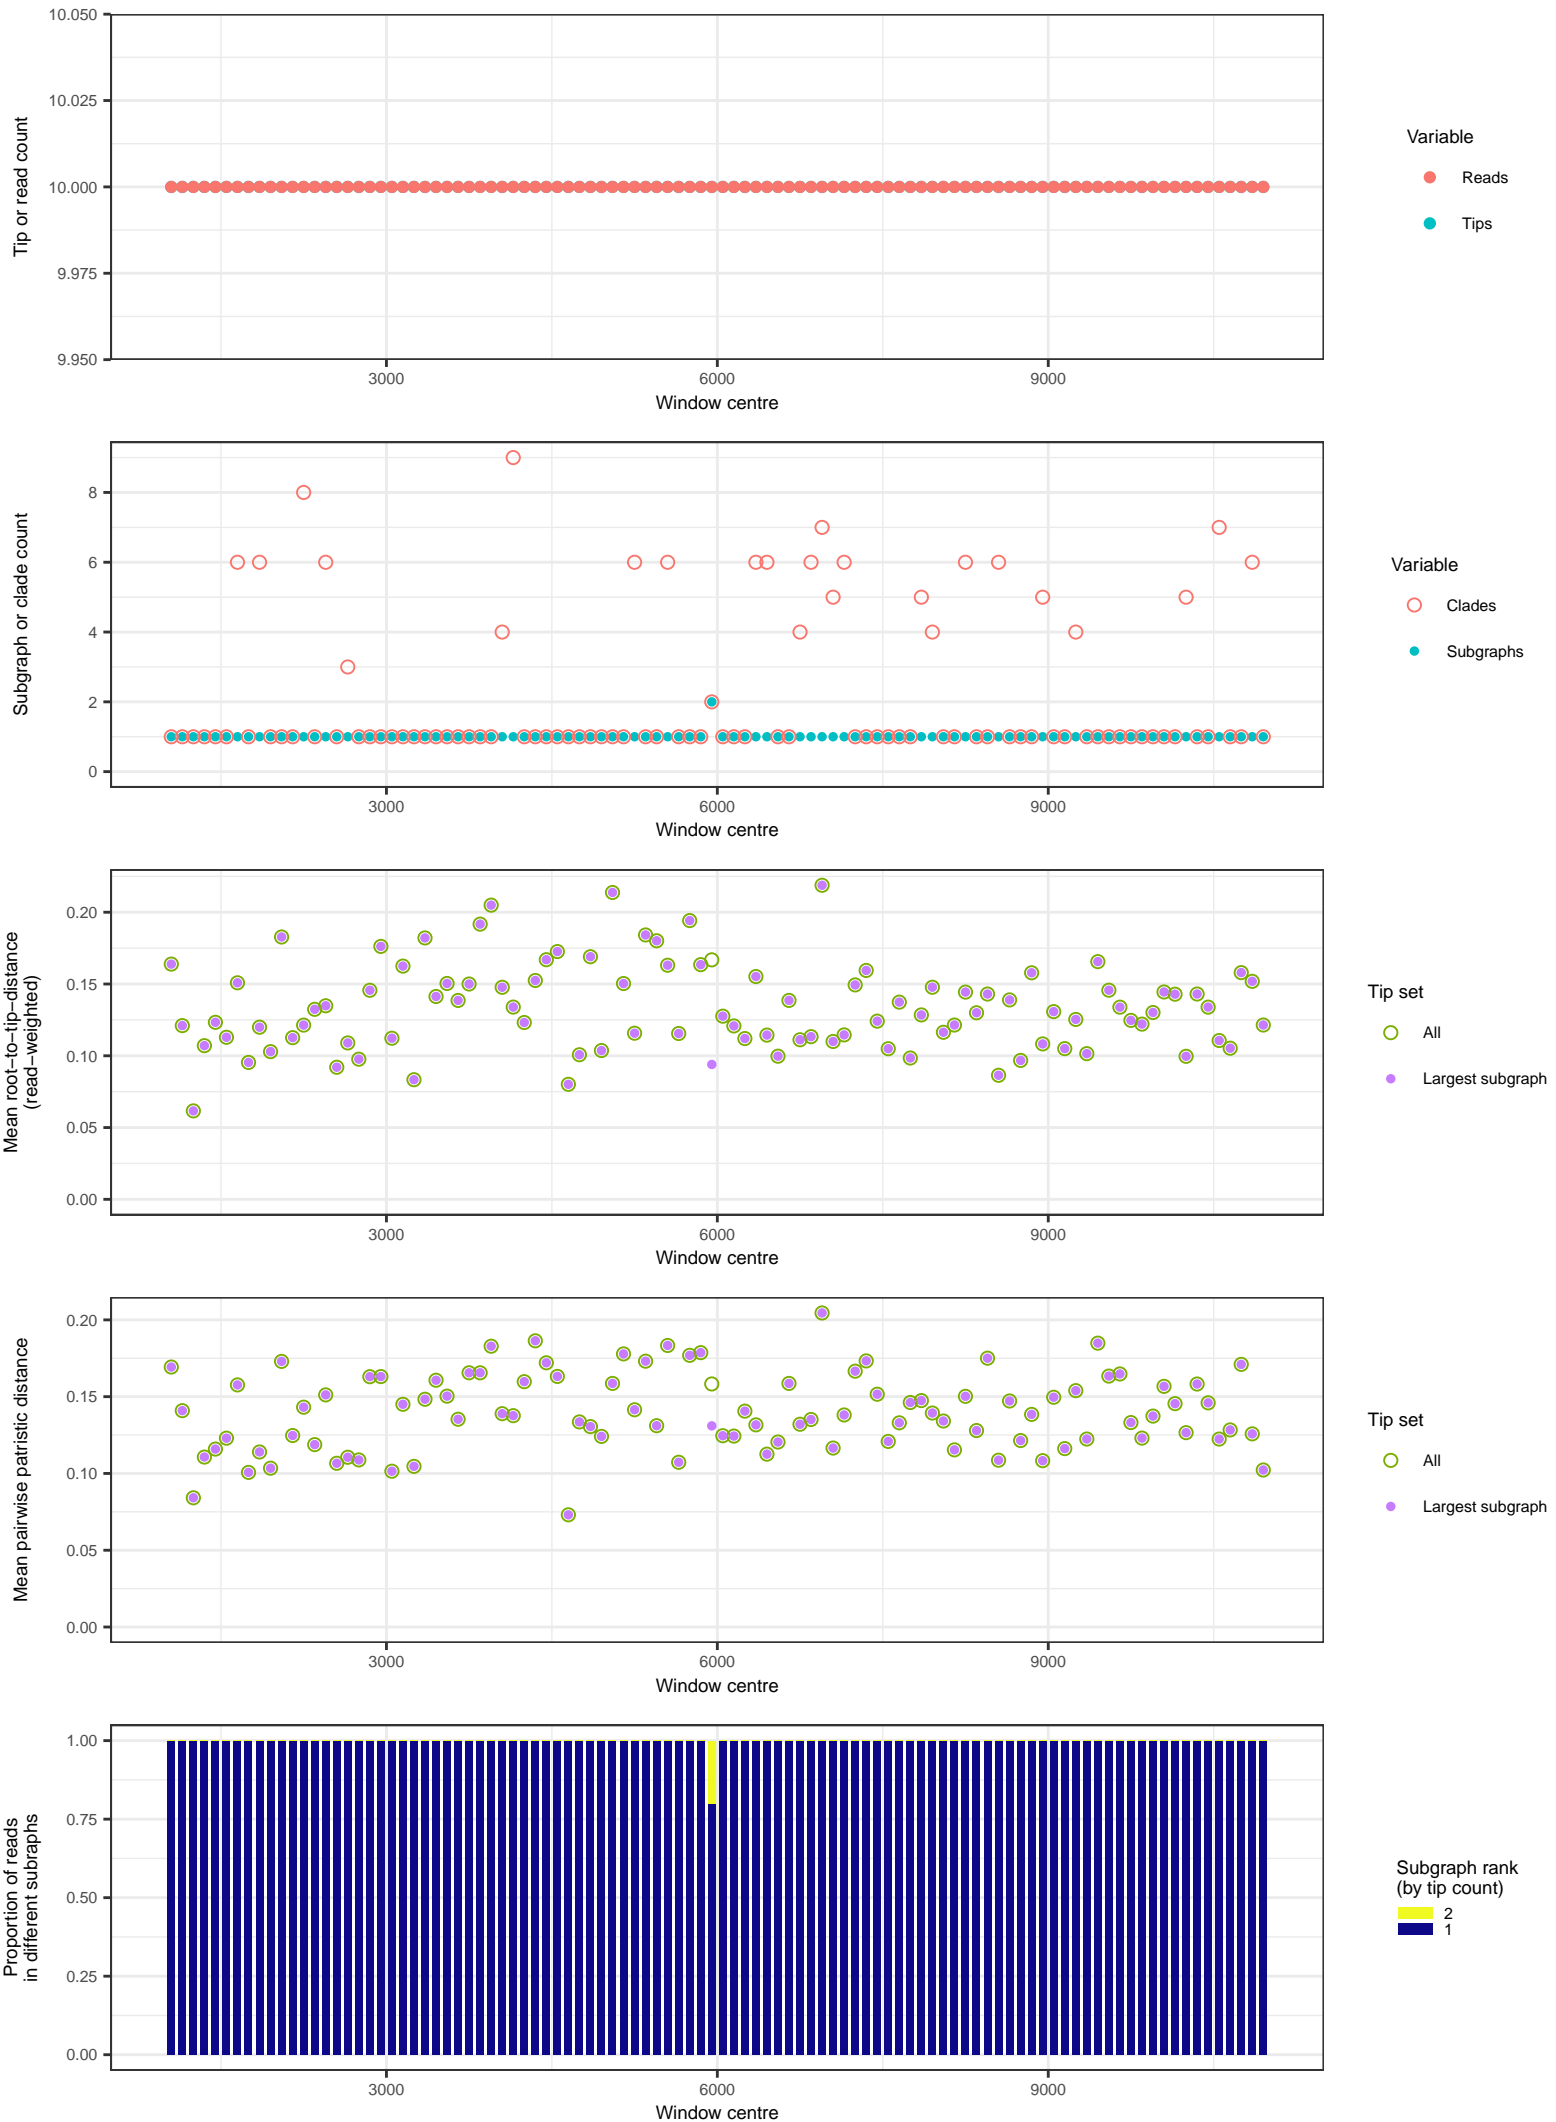 10.050
10.025
10.000
9.975
9.950
Tip or read count
3000 6000 9000
Window centre
Variable
Reads
Tips
8
6
4
2
0
Subgraph or clade count
3000 6000 9000
Window centre
Variable
Clades
Subgraphs
0.20
0.15
0.10
0.05
0.00
Mean root−to−tip−distance
(read−weighted)
3000 6000 9000
Window centre
Tip set
All
Largest subgraph
0.20
0.15
0.10
0.05
0.00
Mean pairwise patristic distance
3000 6000 9000
Window centre
Tip set
All
Largest subgraph
1.00
0.75
0.50
0.25
0.00
Proportion of reads
in different subraphs
3000 6000 9000
Window centre
Subgraph rank
(by tip count)
2
1